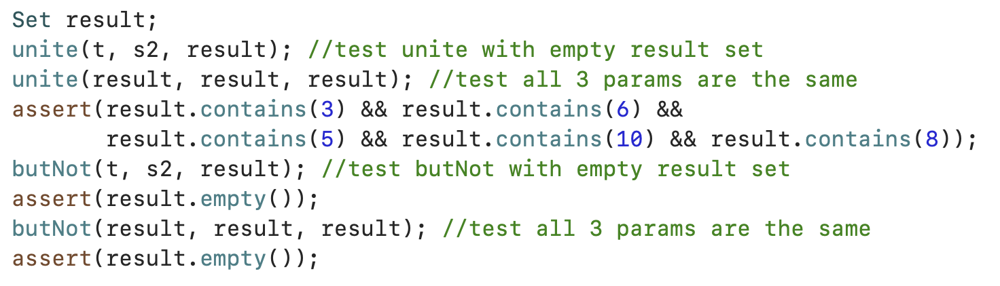 Set result;
unite(t, s2, result); //test unite with empty result set
unite(result, result, result); //test all 3 params are the same
assert(result.contains(3) && result.contains(6) &&
       result.contains(5) && result.contains(10) && result.contains(8));
butNot(t, s2, result); //test butNot with empty result set
assert(result.empty());
butNot(result, result, result); //test all 3 params are the same
assert(result.empty());